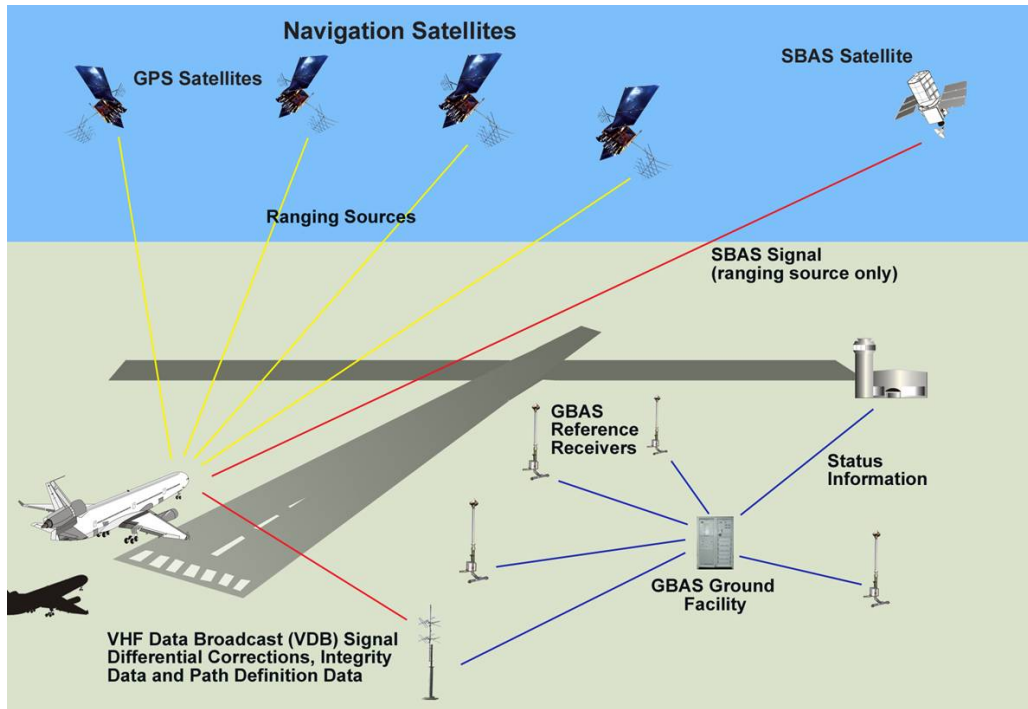 Navigation Satellites
GPS Satellites
SBAS Satellite
Ranging Sources
SBAS Signal
(ranging source only)
GBAS
Reference
Receivers
Status
Information
GBAS Ground
Facility
VHF Data Broadcast (VDB) Signal
Differential Corrections, Integrity
Data and Path Definition Data